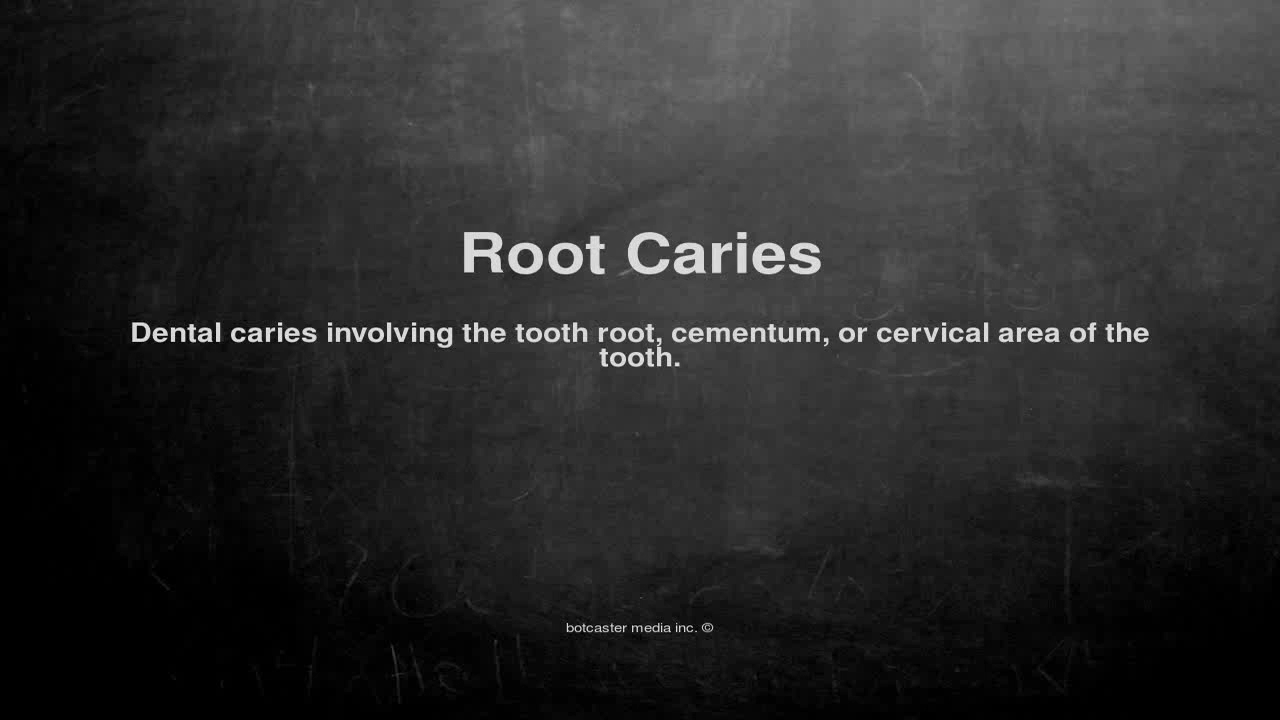 Root Caries
Dental caries involving the tooth root, cementum, or cervical area of the
tooth.
botcaster media inc. ©